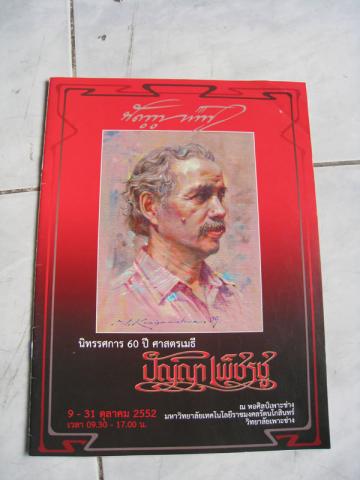 นิทรรศการ 60 ปี ศาสตรเมธี
ปัญญา เพ็ชรชู
9 - 31 ตุลาคม 2552
เวลา 09.30 - 17.00 น.
ณ หอศิลป์เพาะช่าง
มหาวิทยาลัยเทคโนโลยีราชมงคลรัตนโกสินทร์
วิทยาลัยเพาะช่าง